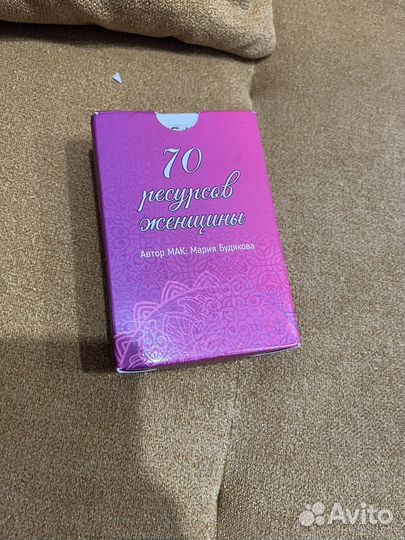 70
ресурсов
женщины
Автор МАК: Мария Будякова
Avito